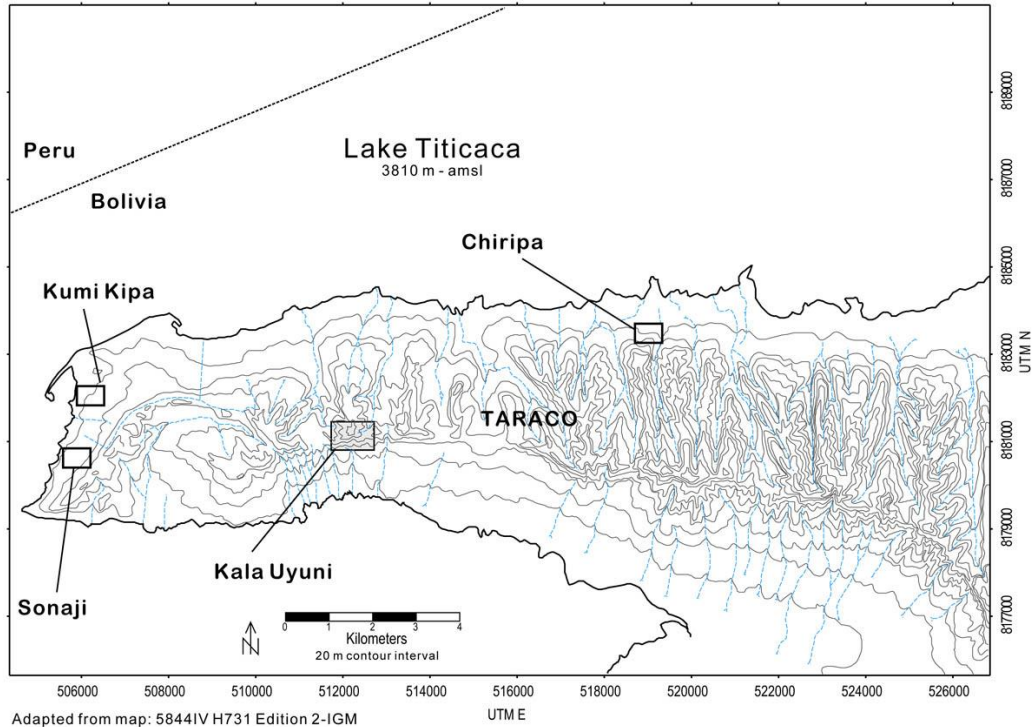 Peru
Bolivia
Lake Titicaca
3810 m - amsl
Chiripa
Kumi Kipa
TARACO
Kala Uyuni
Sonaji
0 1 2 3 4
Kilometers
20 m contour interval
N
8189000
8187000
8185000
8183000
8181000
8179000
8177000
UTM N
506000 508000 510000 512000 514000 516000 518000 520000 522000 524000 526000
UTM E
Adapted from map: 5844IV H731 Edition 2-IGM